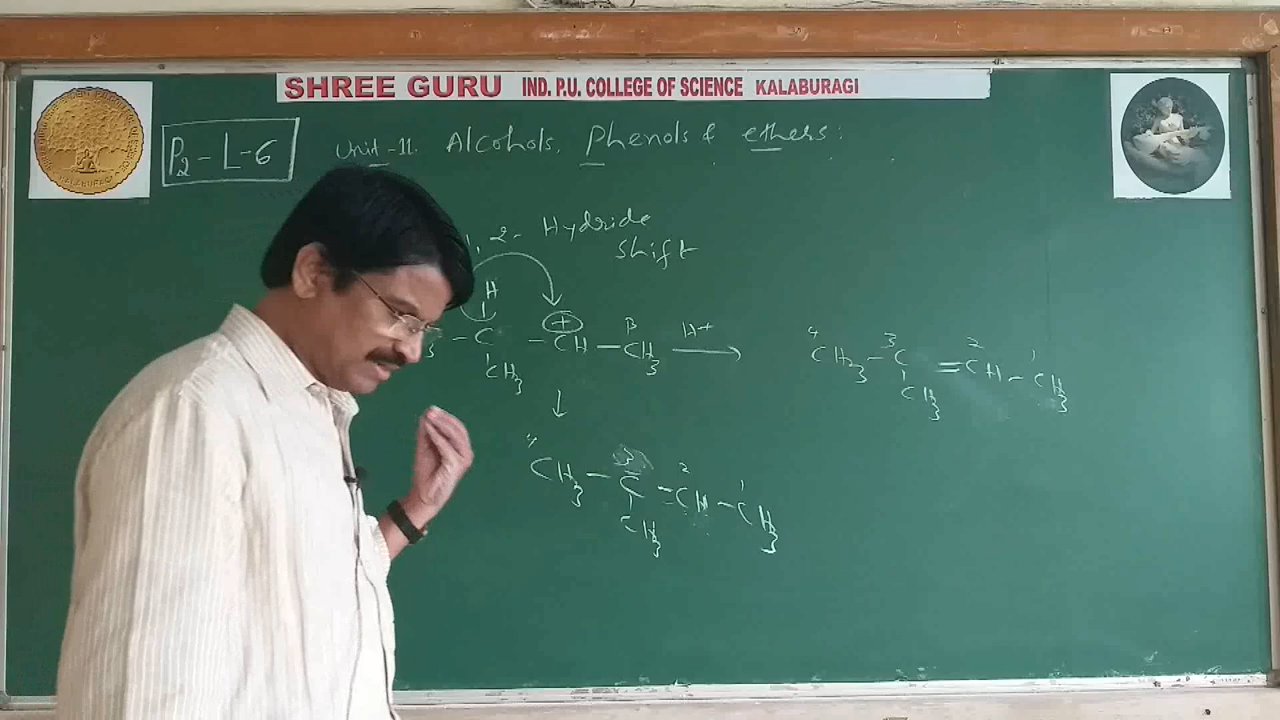 SHREE GURU IND. P.U. COLLEGE OF SCIENCE KALABURAGI
P2 - L - 6
Unit - 11. Alcohols, Phenols & ethers:
1, 2 - Hydride
shift
H
3 - C - CH - CH3 H+ →
+
β
CH3
↓
4 3 2 1
CH3 - C = CH - CH3
CH3
4 3 2 1
CH3 - C = CH - CH3
CH3